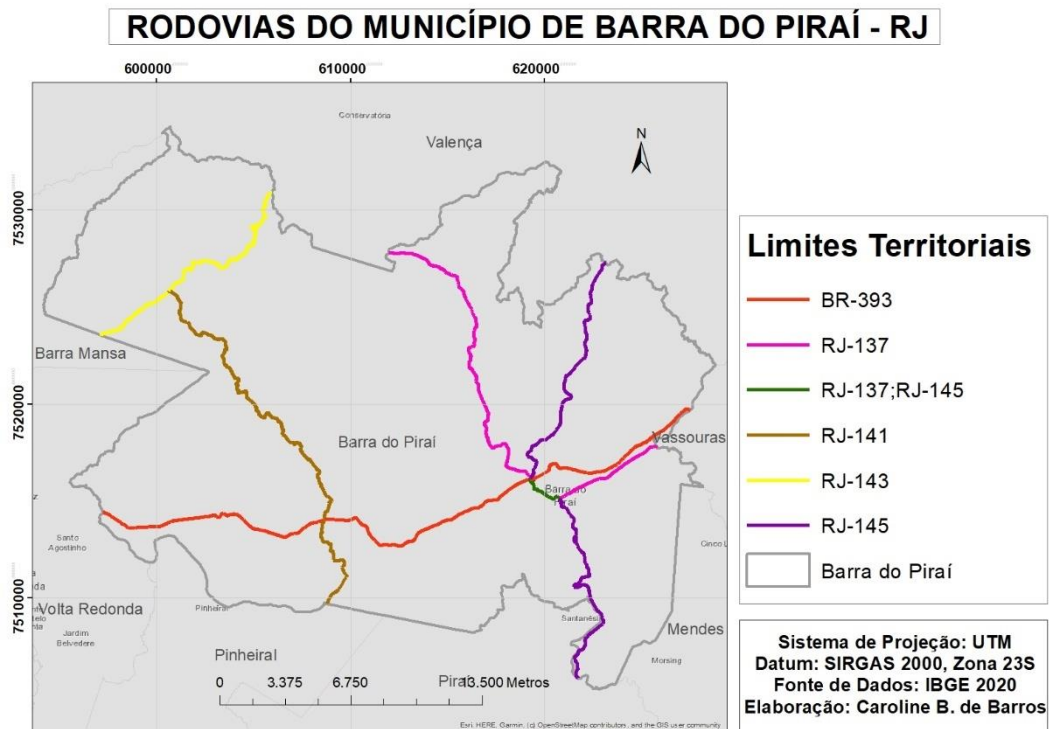 RODOVIAS DO MUNICÍPIO DE BARRA DO PIRAÍ - RJ
600000
610000
620000
Conservatória
Valença
N
7530000
7520000
7510000
Barra Mansa
Barra do Piraí
Vassouras
Barra do
Piraí
Santo
Agostinho
Volta Redonda
Pinheiral
Jardim
Belvedere
Santanésia
Mendes
Morsing
Pinheiral
0
3.375
6.750
13.500 Metros
Esri, HERE, Garmin, (c) OpenStreetMap contributors, and the GIS user community
Limites Territoriais
BR-393
RJ-137
RJ-137;RJ-145
RJ-141
RJ-143
RJ-145
Barra do Piraí
Sistema de Projeção: UTM
Datum: SIRGAS 2000, Zona 23S
Fonte de Dados: IBGE 2020
Elaboração: Caroline B. de Barros